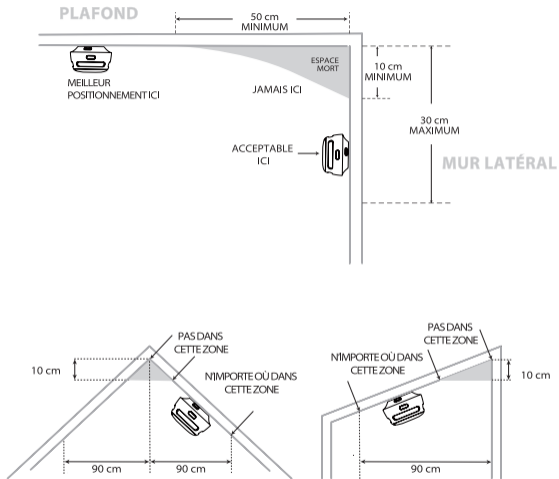 PLAFOND
50 cm
MINIMUM
ESPACE
MORT
10 cm
MINIMUM
MEILLEUR
POSITIONNEMENT ICI
JAMAIS ICI
30 cm
MAXIMUM
ACCEPTABLE
ICI
MUR LATÉRAL
PAS DANS
CETTE ZONE
10 cm
N'IMPORTE OÙ DANS
CETTE ZONE
90 cm
90 cm
PAS DANS
CETTE ZONE
N'IMPORTE OÙ DANS
CETTE ZONE
10 cm
90 cm